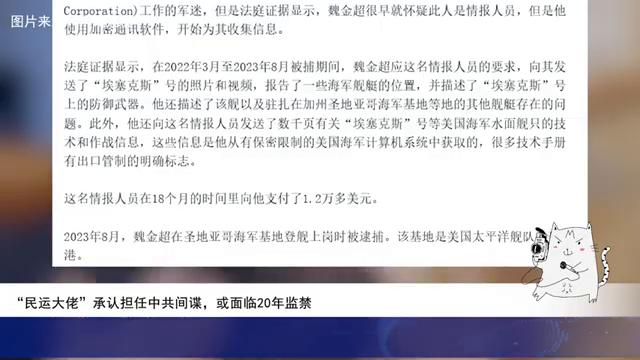 图片来
Corporation)工作的军迷，但是法庭证据显示，魏金超很早就怀疑此人是情报人员，但是他
使用加密通讯软件，开始为其收集信息。
法庭证据显示，在2022年3月至2023年8月被捕期间，魏金超应这名情报人员的要求，向其发
送了“埃塞克斯”号的照片和视频，报告了一些海军舰艇的位置，并描述了“埃塞克斯”号
上的防御武器。他还描述了该舰以及驻扎在加州圣地亚哥海军基地等地的其他舰艇存在的问
题。此外，他还向这名情报人员发送了数千页有关“埃塞克斯”号等美国海军水面舰只的技
术和作战信息，这些信息是他从有保密限制的美国海军计算机系统中获取的，很多技术手册
有出口管制的明确标志。
这名情报人员在18个月的时间里向他支付了1.2万多美元。
2023年8月，魏金超在圣地亚哥海军基地登舰上岗时被逮捕。该基地是美国太平洋舰队
港。
“民运大佬”承认担任中共间谍，或面临20年监禁